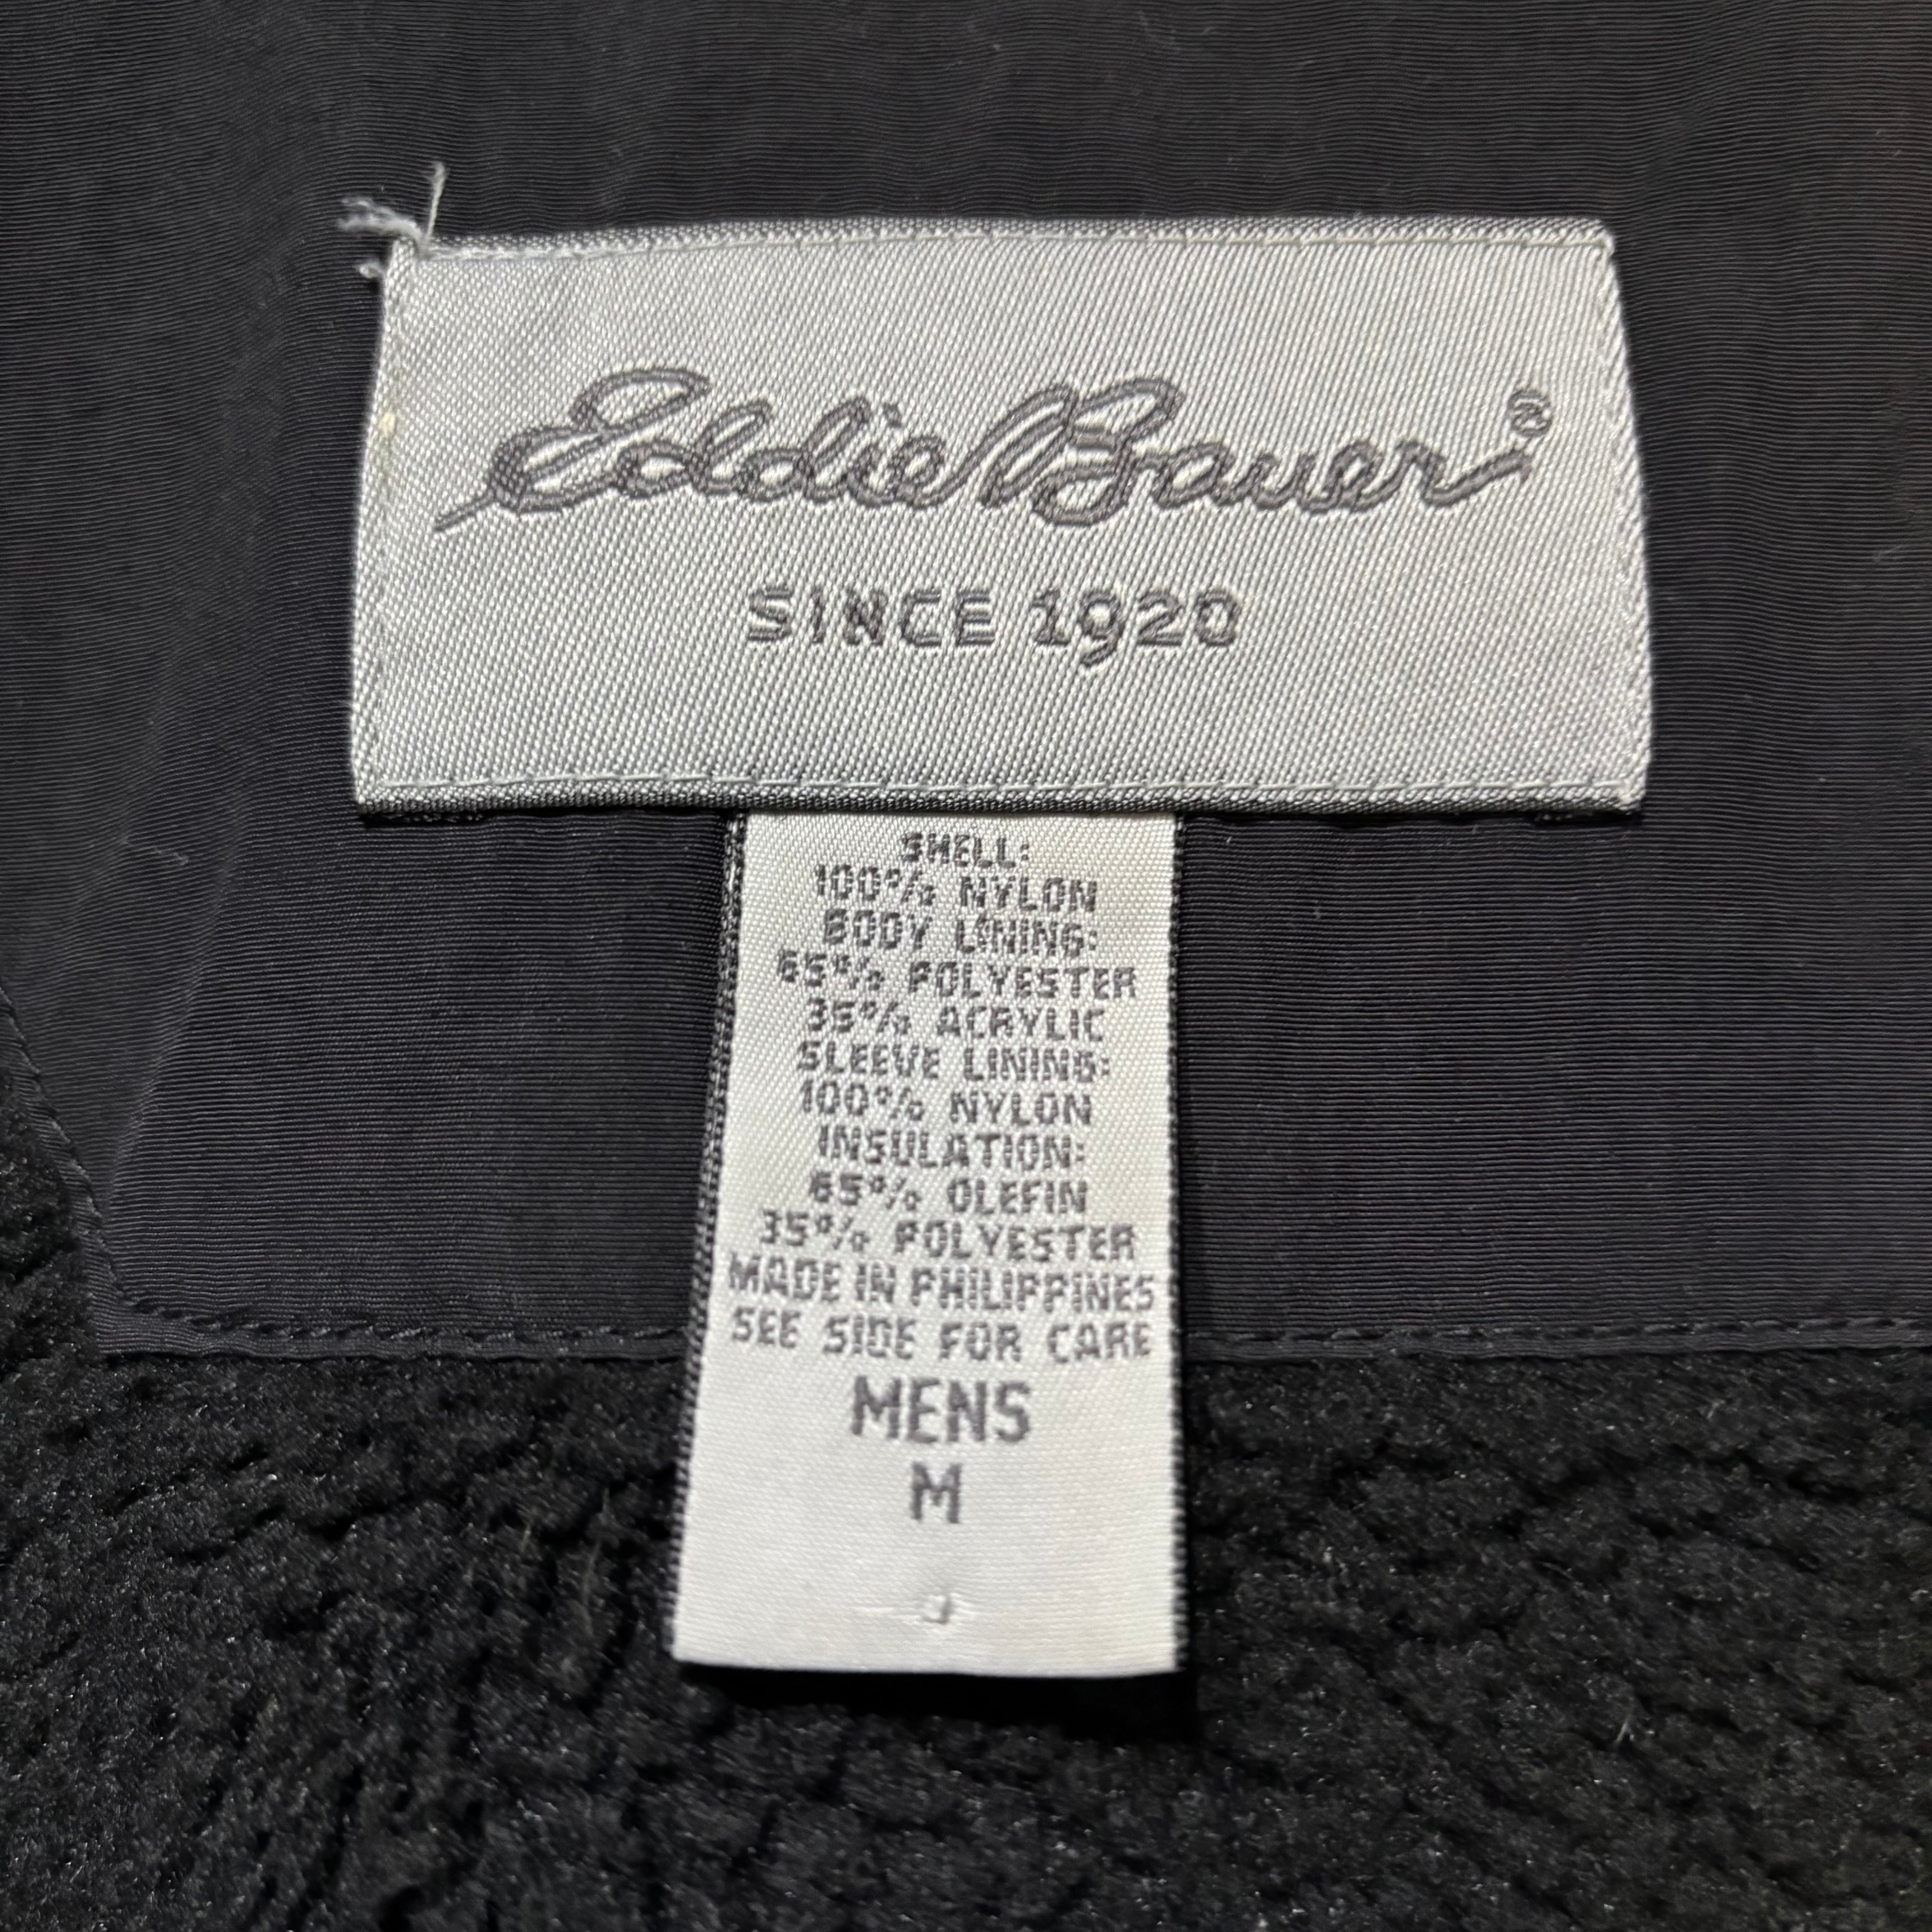 Eddie Bauer®
SINCE 1920
SHELL:
100% NYLON
BODY LINING:
65% POLYESTER
35% ACRYLIC
SLEEVE LINING:
100% NYLON
INSULATION:
65% OLEFIN
35% POLYESTER
MADE IN PHILIPPINES
SEE SIDE FOR CARE
MENS
M